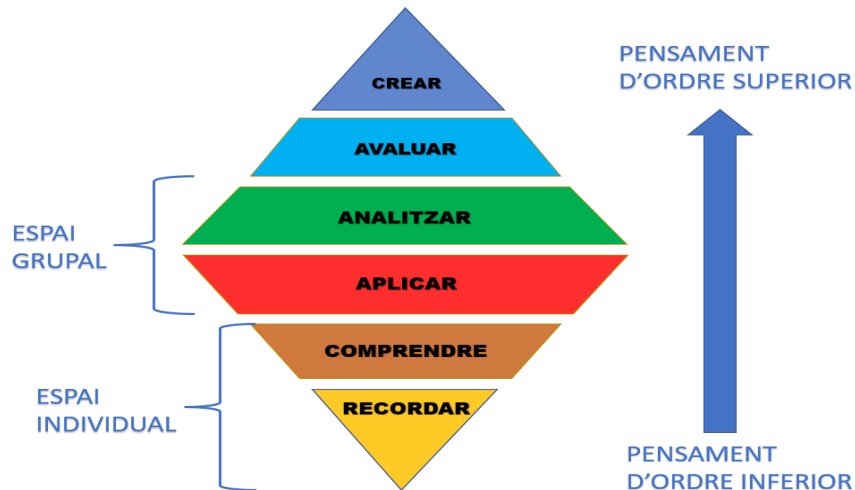 CREAR
AVALUAR
ANALITZAR
APLICAR
COMPRENDRE
RECORDAR
ESPAI
GRUPAL
ESPAI
INDIVIDUAL
PENSAMENT
D'ORDRE SUPERIOR
PENSAMENT
D'ORDRE INFERIOR